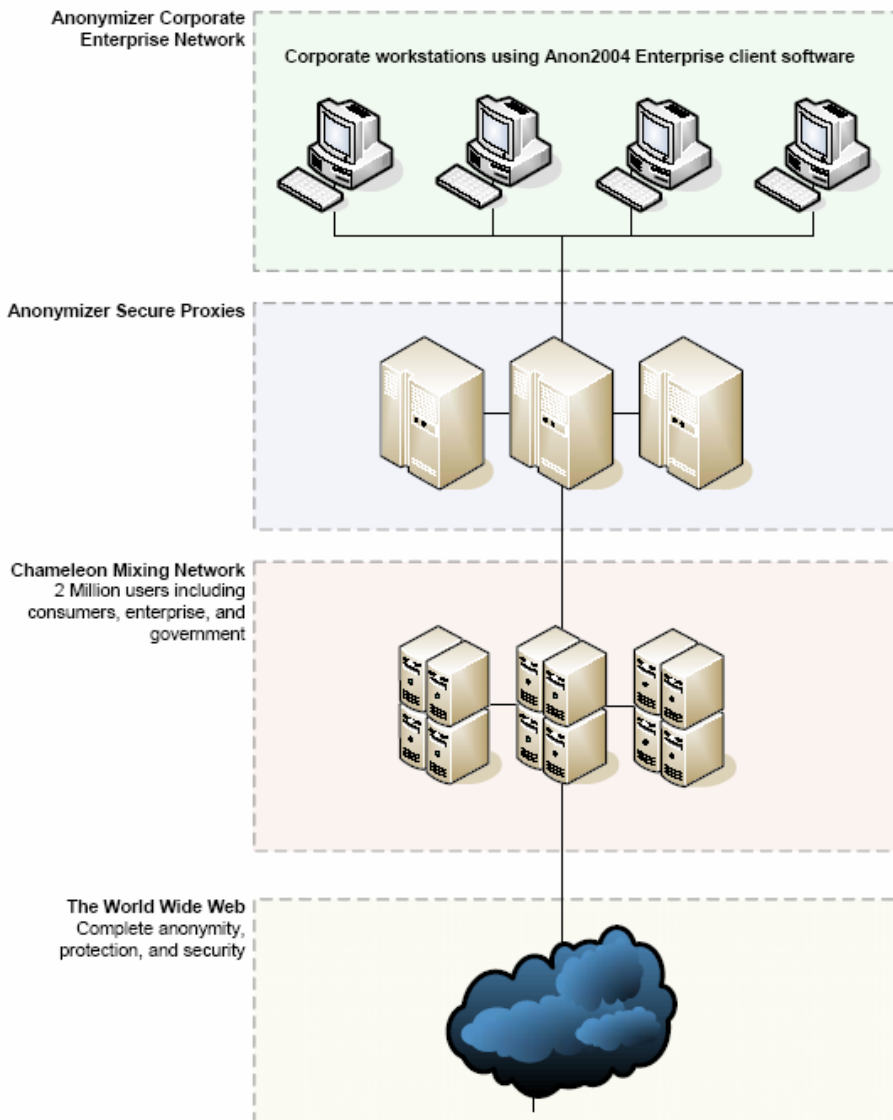 Anonymizer Corporate
Enterprise Network
Corporate workstations using Anon2004 Enterprise client software
Anonymizer Secure Proxies
Chameleon Mixing Network
2 Million users including
consumers, enterprise, and
government
The World Wide Web
Complete anonymity,
protection, and security